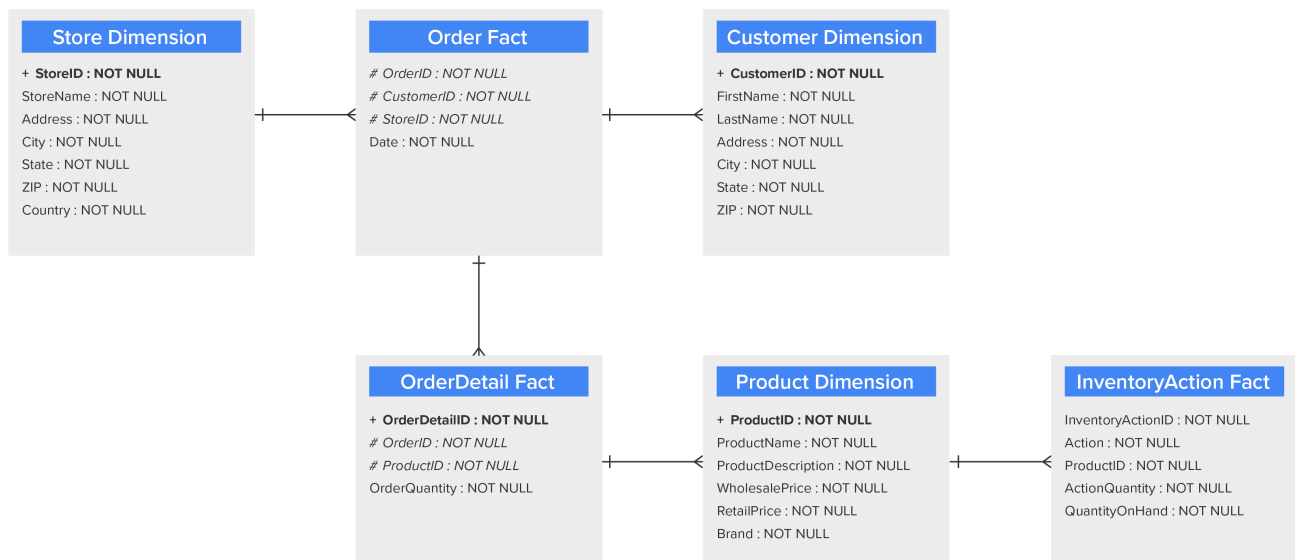 Store Dimension
+ StoreID : NOT NULL
StoreName : NOT NULL
Address : NOT NULL
City : NOT NULL
State : NOT NULL
ZIP : NOT NULL
Country : NOT NULL
Order Fact
# OrderID : NOT NULL
# CustomerID : NOT NULL
# StoreID : NOT NULL
Date : NOT NULL
Customer Dimension
+ CustomerID : NOT NULL
FirstName : NOT NULL
LastName : NOT NULL
Address : NOT NULL
City : NOT NULL
State : NOT NULL
ZIP : NOT NULL
OrderDetail Fact
+ OrderDetailID : NOT NULL
# OrderID : NOT NULL
# ProductID : NOT NULL
OrderQuantity : NOT NULL
Product Dimension
+ ProductID : NOT NULL
ProductName : NOT NULL
ProductDescription : NOT NULL
WholesalePrice : NOT NULL
RetailPrice : NOT NULL
Brand : NOT NULL
InventoryAction Fact
InventoryActionID : NOT NULL
Action : NOT NULL
ProductID : NOT NULL
ActionQuantity : NOT NULL
QuantityOnHand : NOT NULL